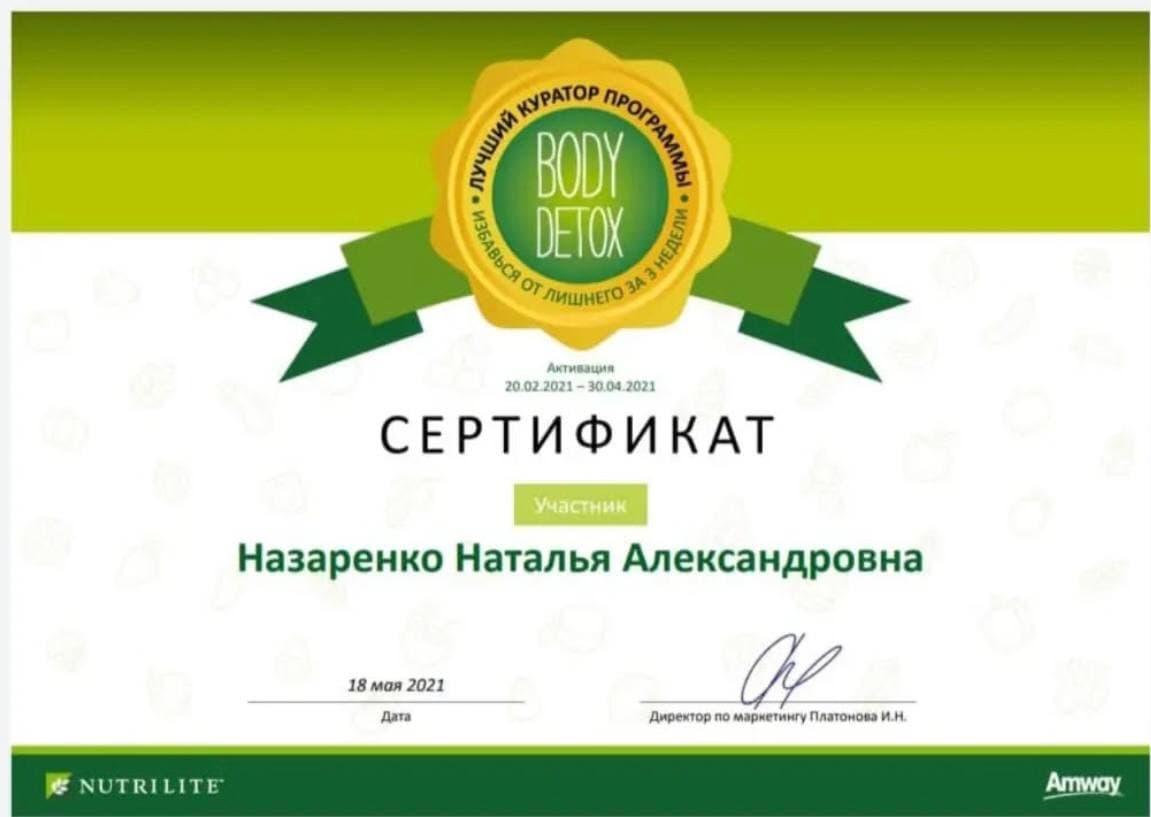 ЛУЧШИЙ КУРАТОР ПРОГРАММЫ
BODY
DETOX
ИЗБАВЬСЯ ОТ ЛИШНЕГО ЗА 3 НЕДЕЛИ
Активация
20.02.2021 – 30.04.2021
СЕРТИФИКАТ
Участник
Назаренко Наталья Александровна
18 мая 2021
Дата
Директор по маркетингу Платонова И.Н.
NUTRILITE™
Amway